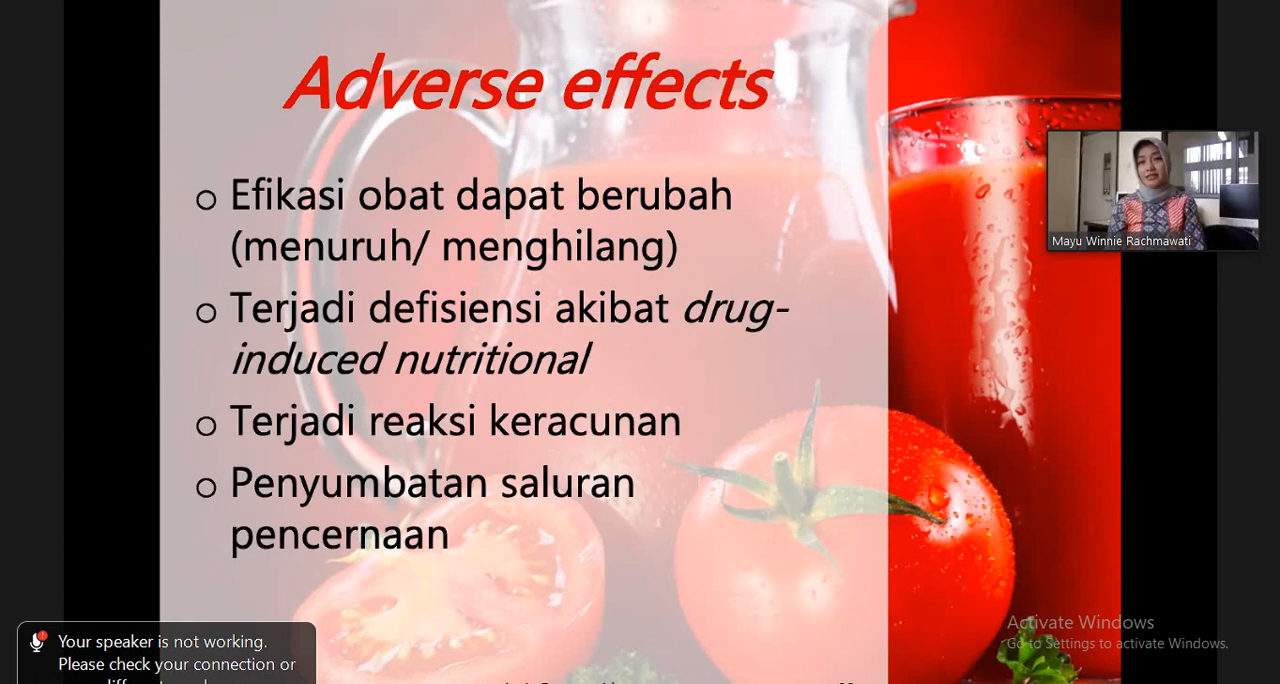 Adverse effects
o Efikasi obat dapat berubah
(menuruh/ menghilang)
o Terjadi defisiensi akibat drug-
induced nutritional
o Terjadi reaksi keracunan
o Penyumbatan saluran
pencernaan
Mayu Winnie Rachmawati
Activate Windows
Go to Settings to activate Windows.
Your speaker is not working.
Please check your connection or